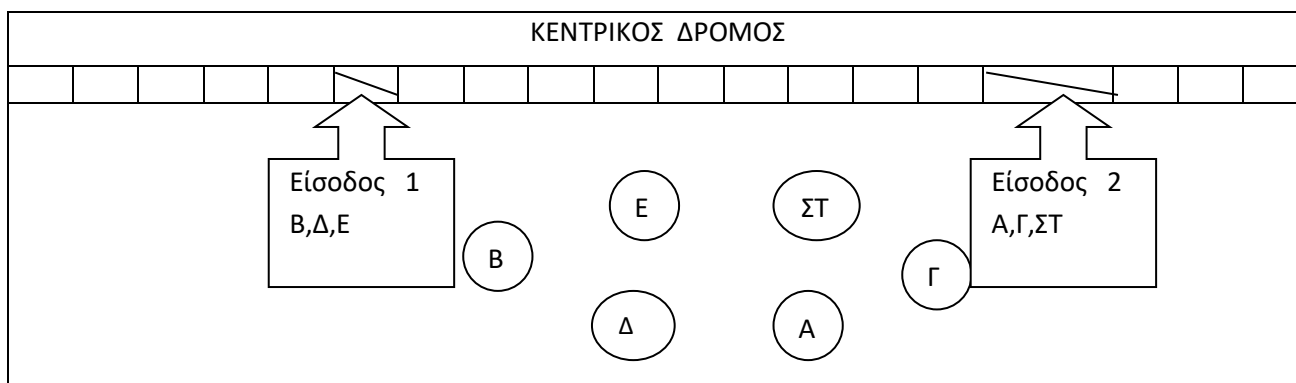 ΚΕΝΤΡΙΚΟΣ ΔΡΟΜΟΣ
Είσοδος 1
Β,Δ,Ε
Είσοδος 2
Α,Γ,ΣΤ
Ε
ΣΤ
Β
Γ
Δ
Α